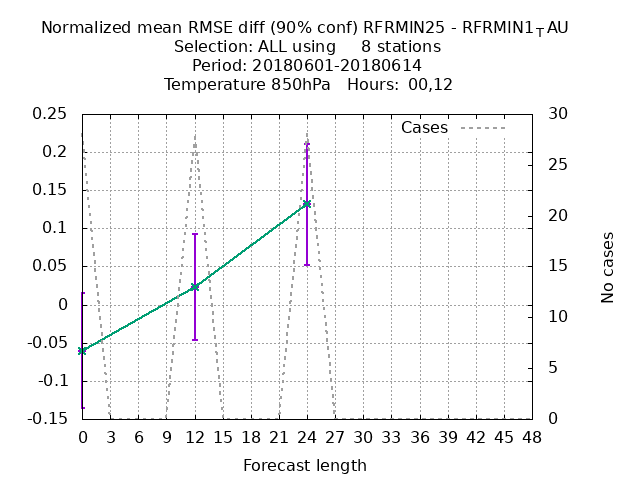 Normalized mean RMSE diff (90% conf) RFRMIN25 - RFRMIN1_TAU
Selection: ALL using 8 stations
Period: 20180601-20180614
Temperature 850hPa Hours: 00,12
Cases
0.25
0.2
0.15
0.1
0.05
0
-0.05
-0.1
-0.15
30
25
20
15
10
5
0
No cases
0 3 6 9 12 15 18 21 24 27 30 33 36 39 42 45 48
Forecast length